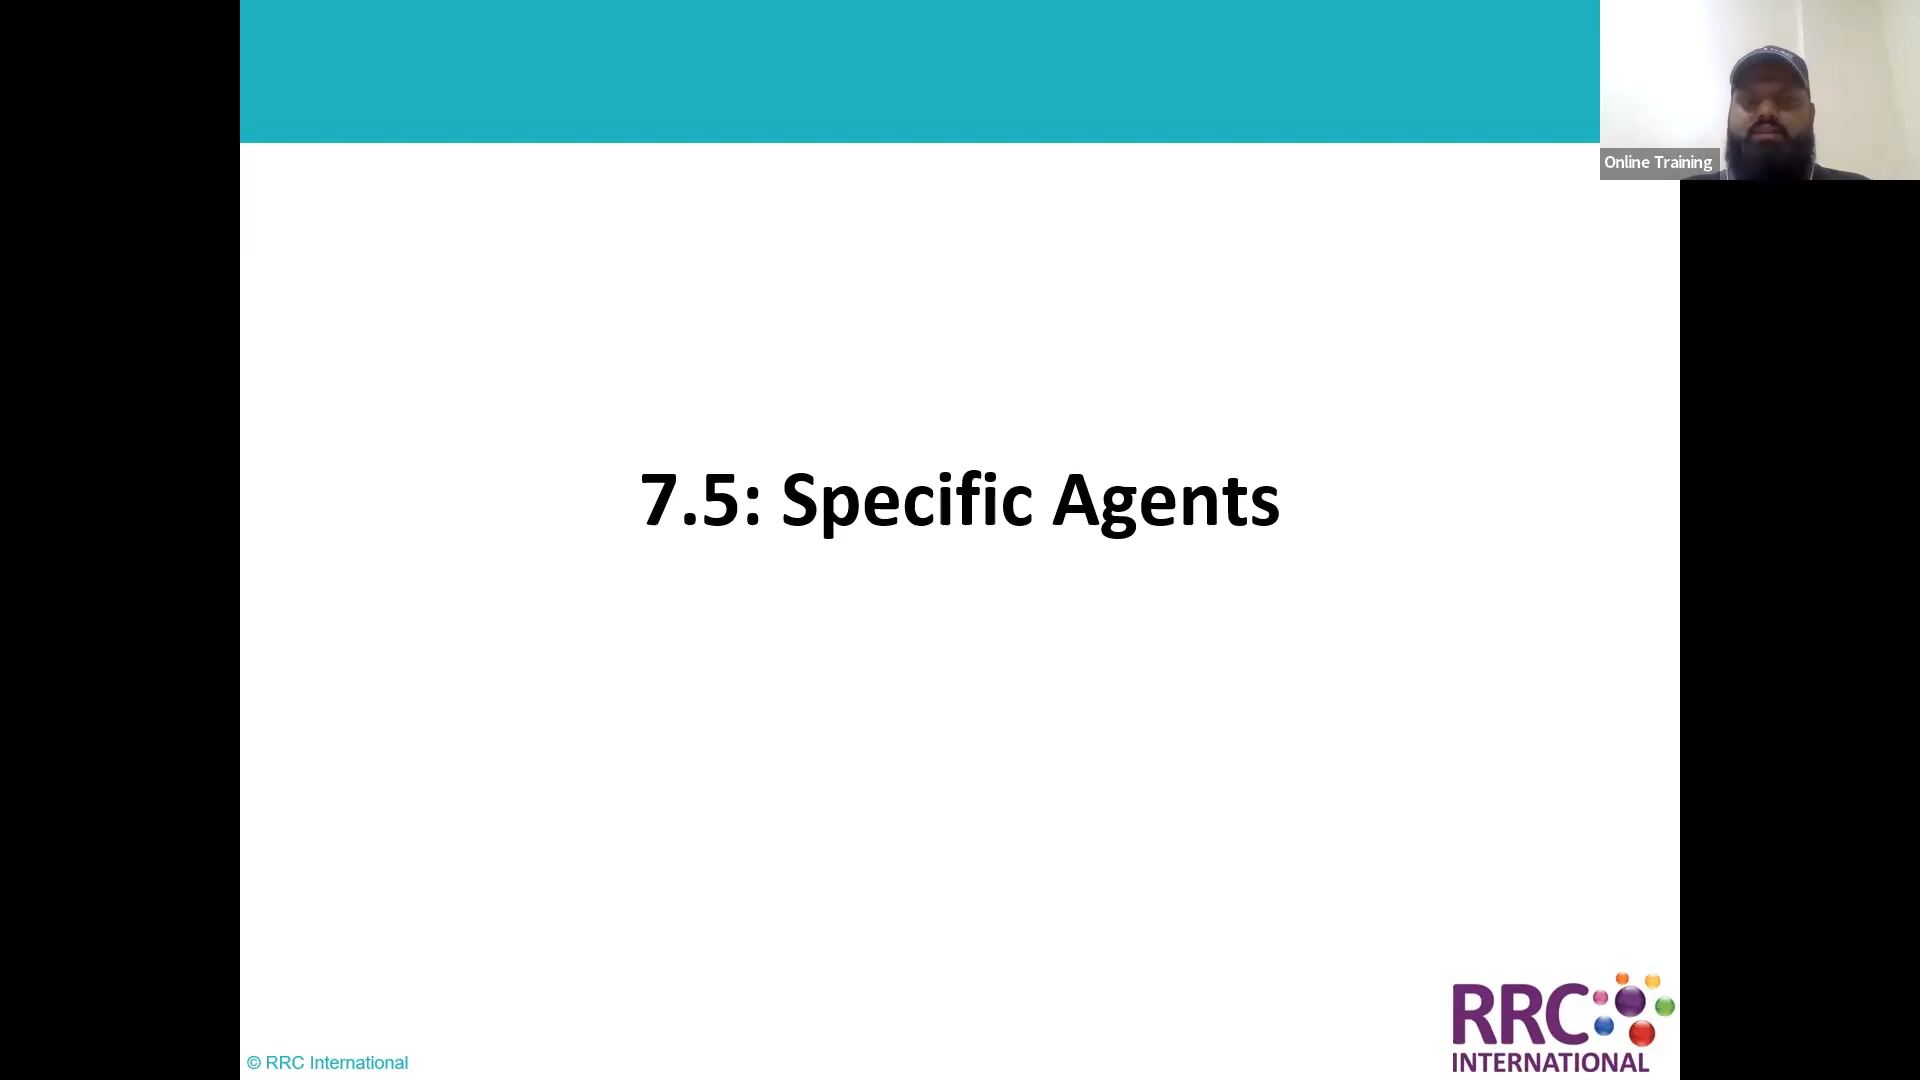 Online Training
7.5: Specific Agents
RRC
INTERNATIONAL
© RRC International